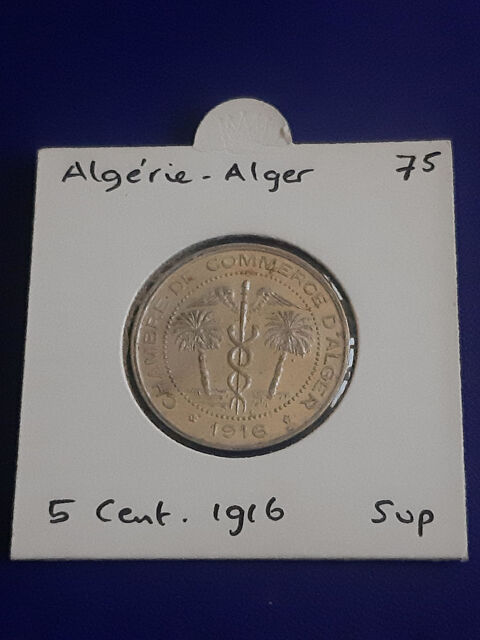 Algérie - Alger 75
CHAMBRE DE COMMERCE D'ALGER
1916
5 Cent. 1916 Sup